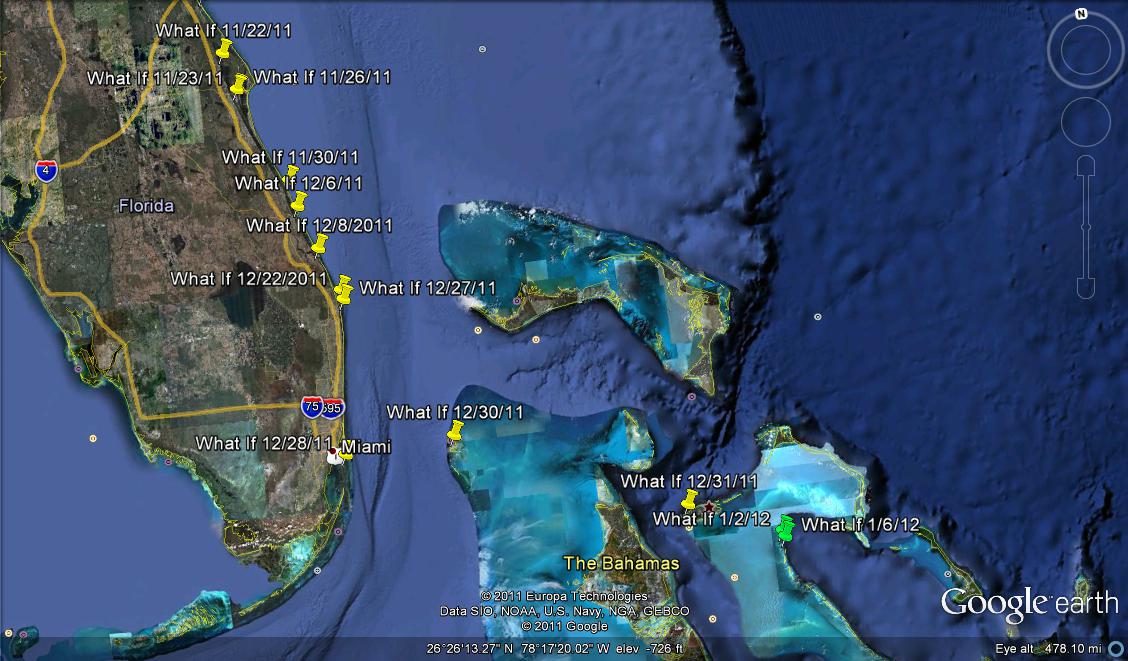 N
What If 11/22/11
What If 11/23/11
What If 11/26/11
What If 11/30/11
4
What If 12/6/11
Florida
What If 12/8/2011
What If 12/22/2011
What If 12/27/11
75
595
What If 12/30/11
What If 12/28/11
Miami
What If 12/31/11
What If 1/2/12
What If 1/6/12
The Bahamas
© 2011 Europa Technologies
Data SIO, NOAA, U.S. Navy, NGA, GEBCO
© 2011 Google
Google earth
26°26'13.27" N 78°17'20.02" W elev -726 ft
Eye alt 478.10 mi